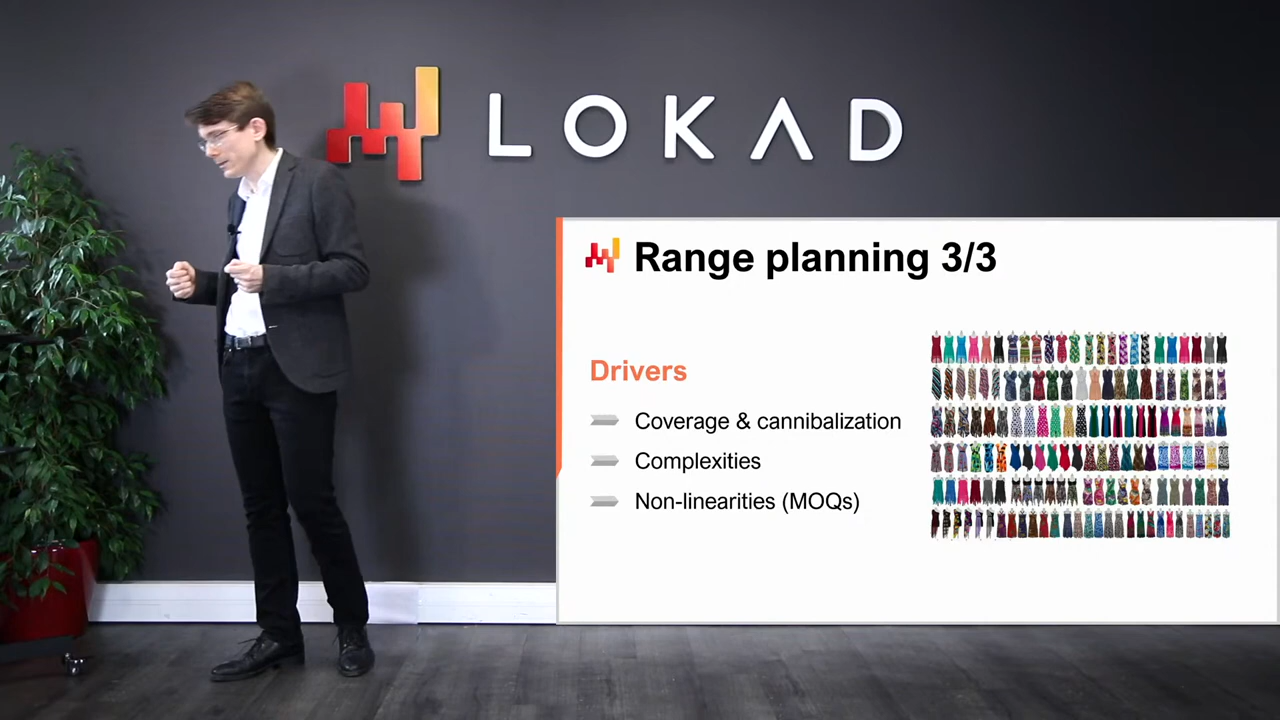 LOKAD
Range planning 3/3
Drivers
Coverage & cannibalization
Complexities
Non-linearities (MOQs)